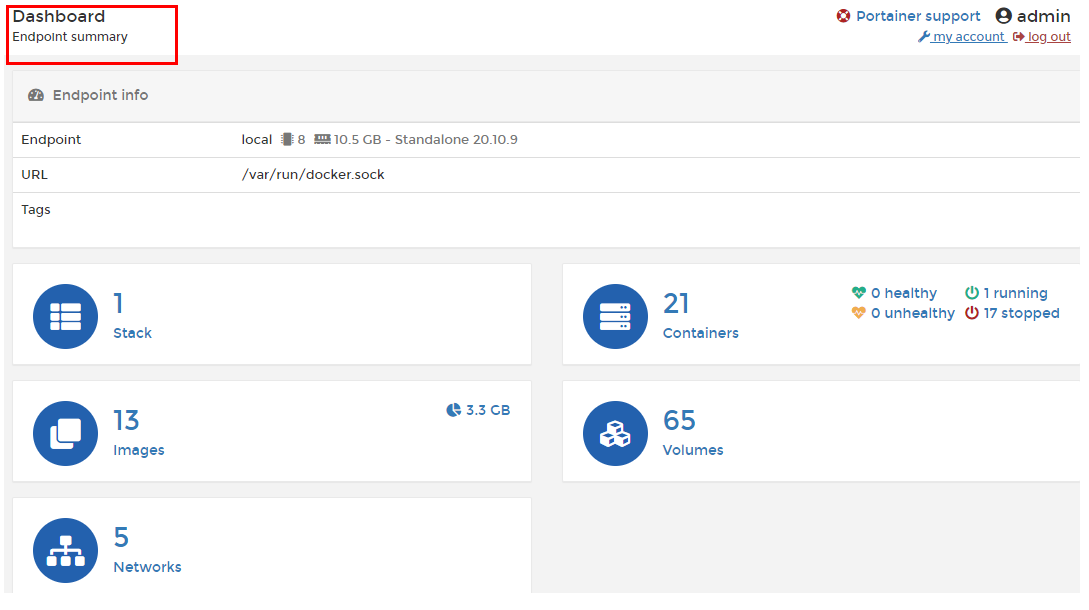 Dashboard
Endpoint summary
Portainer support admin
my account log out
Endpoint info
Endpoint local 8 10.5 GB - Standalone 20.10.9
URL /var/run/docker.sock
Tags
1
Stack
21
Containers
0 healthy 1 running
0 unhealthy 17 stopped
13
Images
3.3 GB
65
Volumes
5
Networks